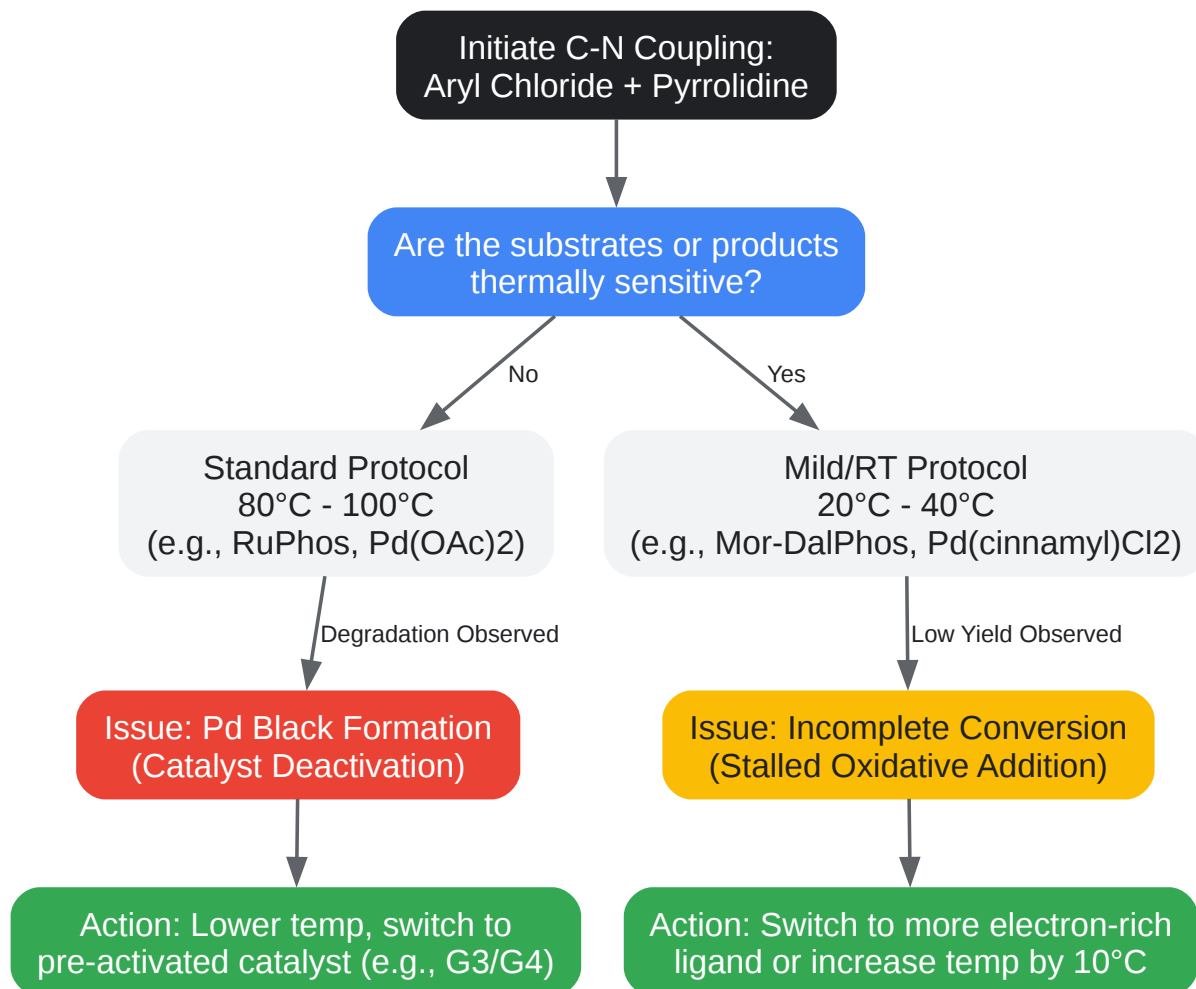 Initiate C-N Coupling:
Aryl Chloride + Pyrrolidine
Are the substrates or products
thermally sensitive?
No
Yes
Standard Protocol
80°C - 100°C
(e.g., RuPhos, Pd(OAc)2)
Mild/RT Protocol
20°C - 40°C
(e.g., Mor-DalPhos, Pd(cinnamyl)Cl2)
Degradation Observed
Low Yield Observed
Issue: Pd Black Formation
(Catalyst Deactivation)
Issue: Incomplete Conversion
(Stalled Oxidative Addition)
Action: Lower temp, switch to
pre-activated catalyst (e.g., G3/G4)
Action: Switch to more electron-rich
ligand or increase temp by 10°C